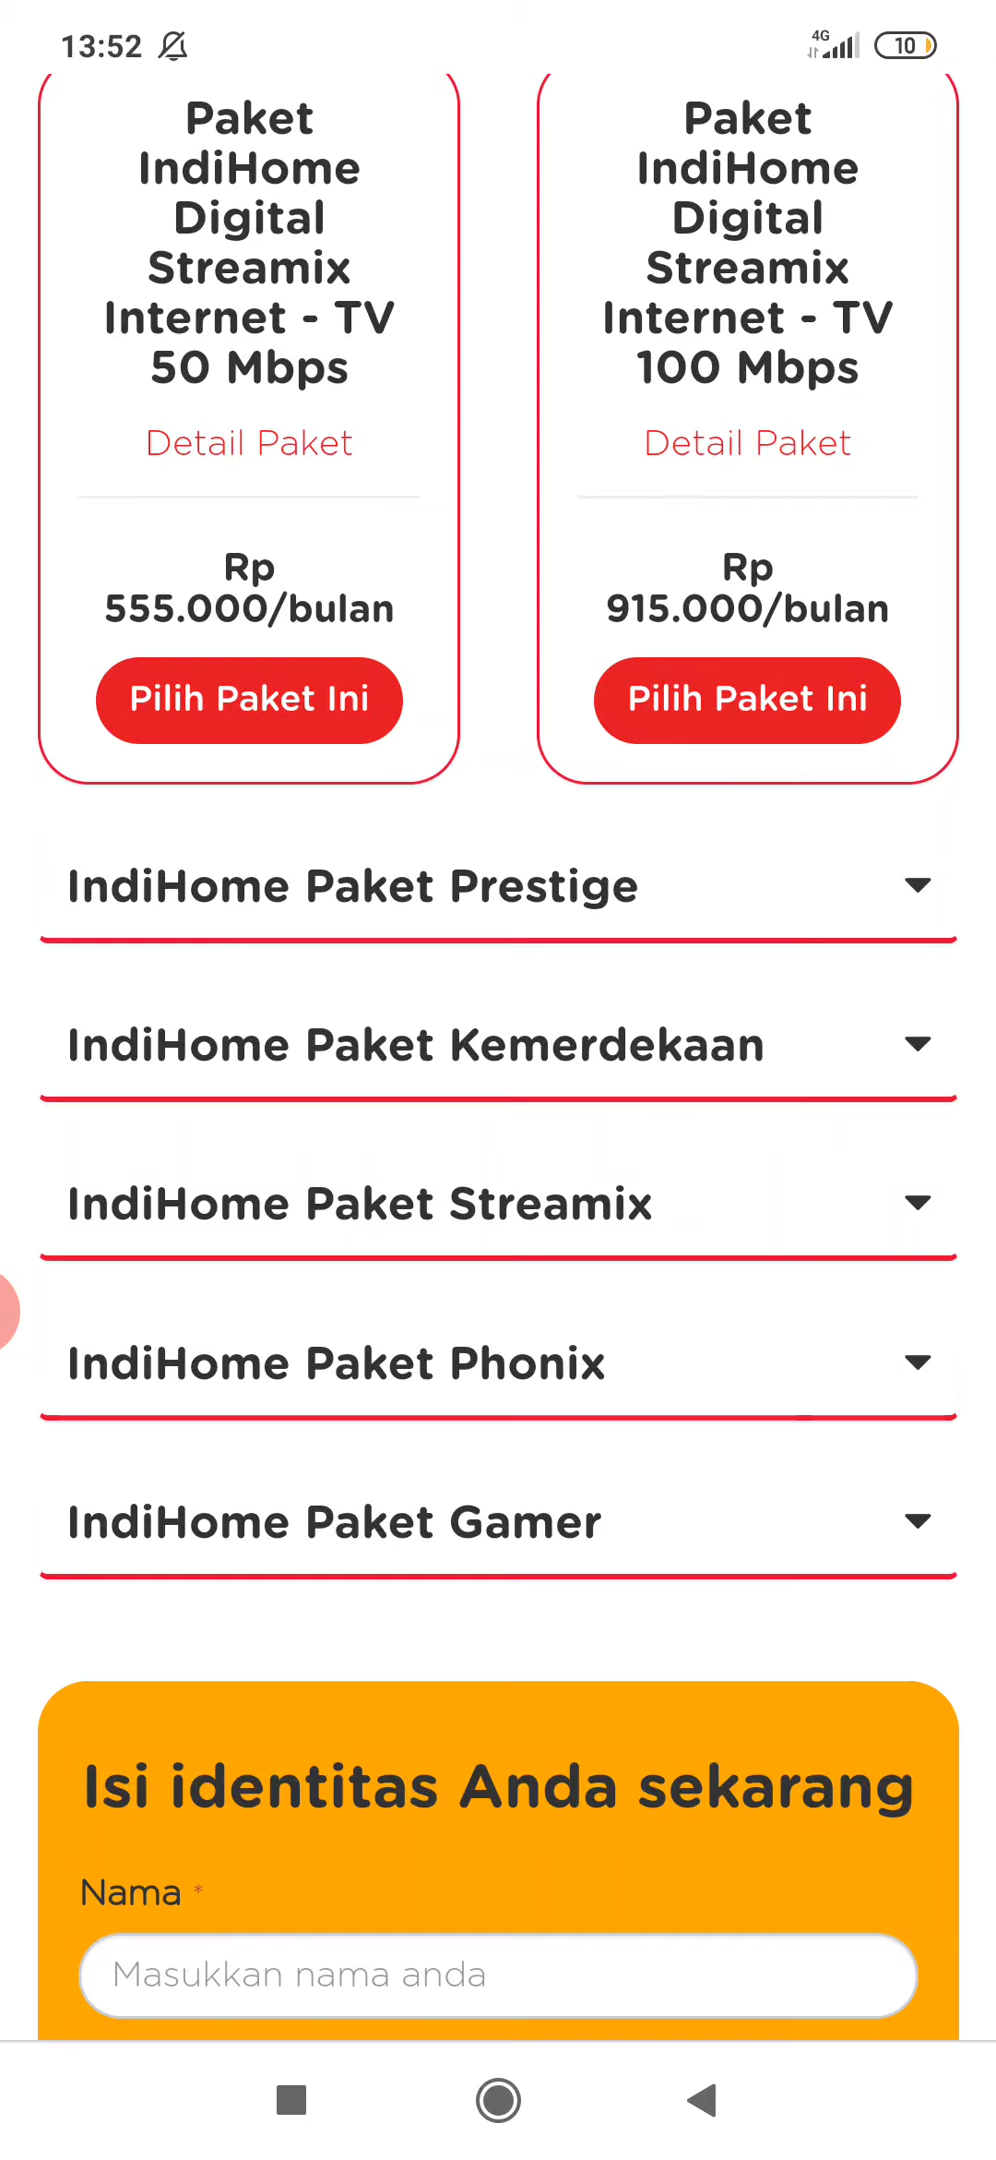 13:52
4G
10
Paket
IndiHome
Digital
Streamix
Internet - TV
50 Mbps
Detail Paket
Rp
555.000/bulan
Pilih Paket Ini
Paket
IndiHome
Digital
Streamix
Internet - TV
100 Mbps
Detail Paket
Rp
915.000/bulan
Pilih Paket Ini
IndiHome Paket Prestige
IndiHome Paket Kemerdekaan
IndiHome Paket Streamix
IndiHome Paket Phonix
IndiHome Paket Gamer
Isi identitas Anda sekarang
Nama *
Masukkan nama anda